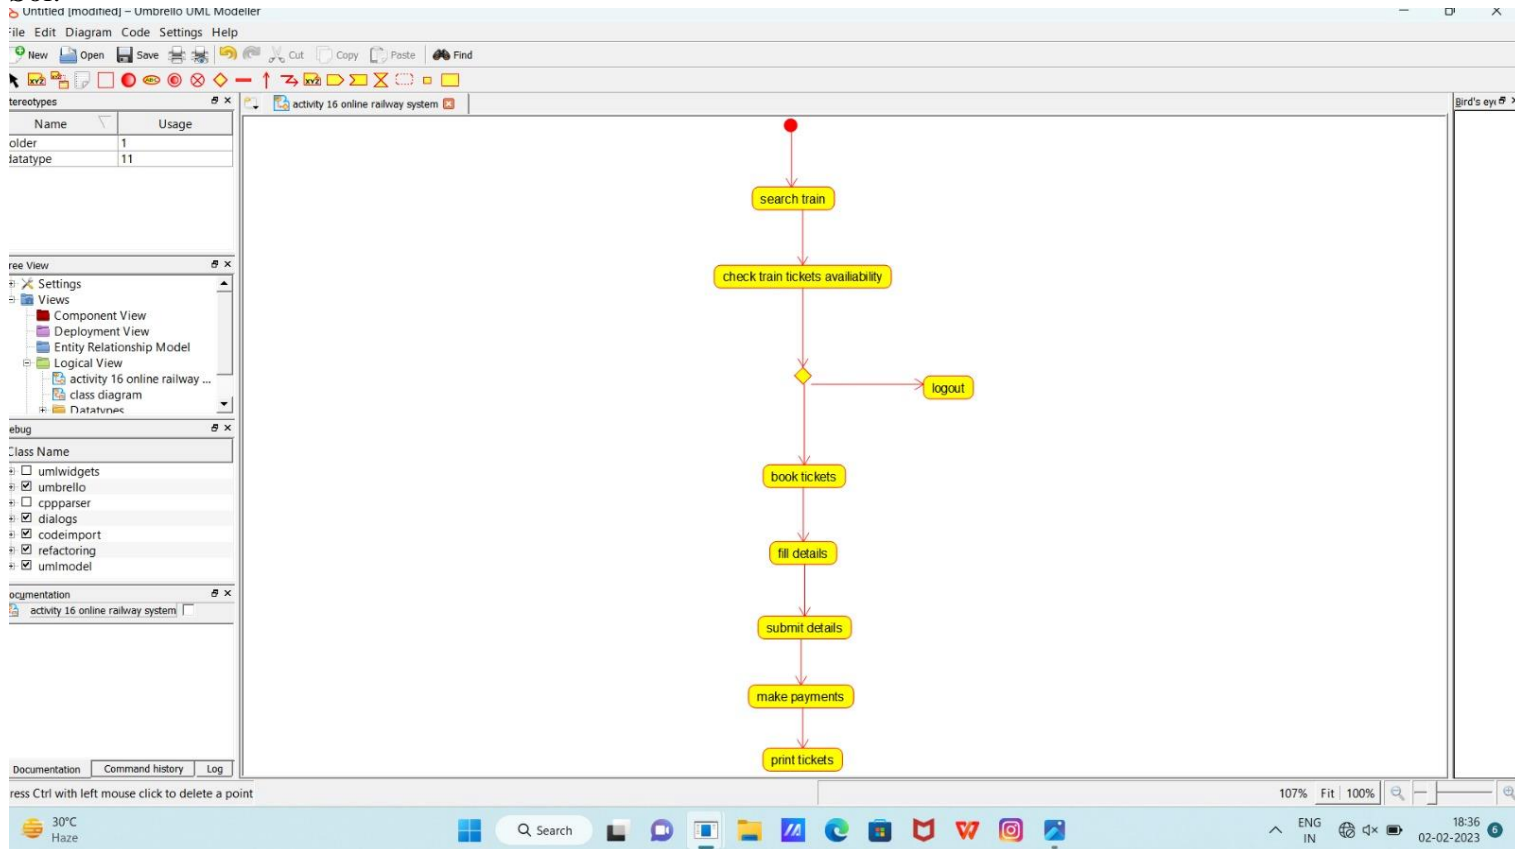 Untitled [modified] – Umbrello UML Modeller
File Edit Diagram Code Settings Help
New Open Save Cut Copy Paste Find
tereotypes
activity 16 online railway system
Bird's eye
Name Usage
older 1
datatype 11
ree View
Settings
Views
Component View
Deployment View
Entity Relationship Model
Logical View
activity 16 online railway ...
class diagram
Datatypes
ebug
Class Name
umlwidgets
umbrello
cppparser
dialogs
codeimport
refactoring
umlmodel
ocumentation
activity 16 online railway system
Documentation Command history Log
search train
check train tickets availiability
logout
book tickets
fill details
submit details
make payments
print tickets
ress Ctrl with left mouse click to delete a point
107% Fit 100%
30°C
Haze
Search
ENG
IN
18:36
02-02-2023
6